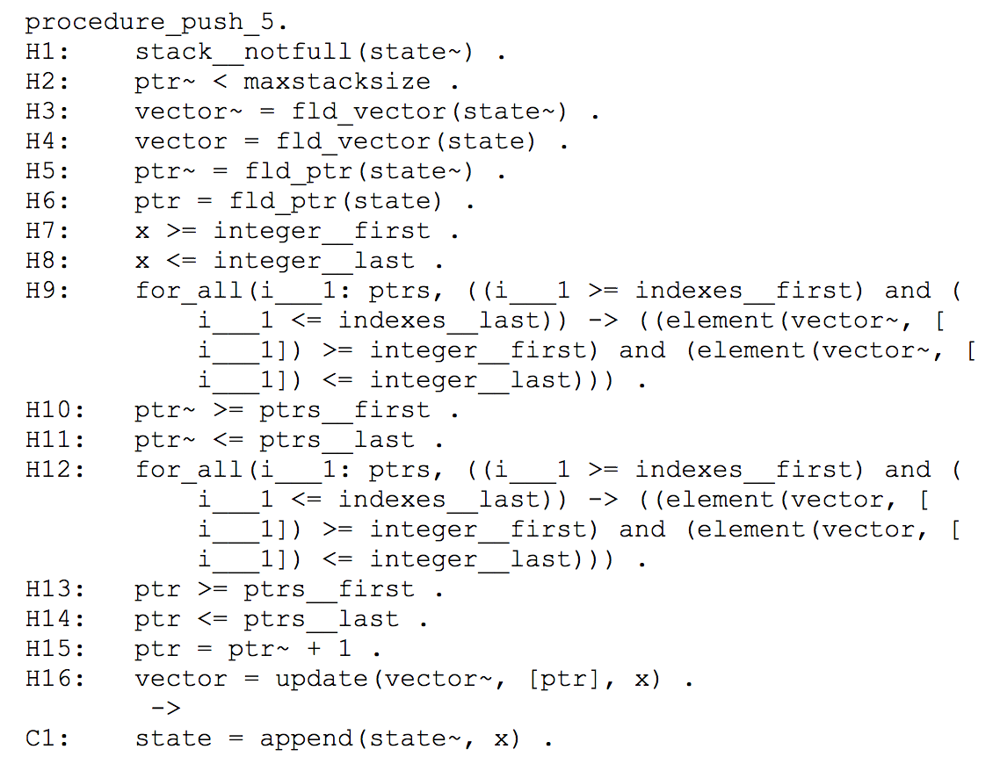 procedure_push_5.
H1: stack__notfull(state~) .
H2: ptr~ < maxstacksize .
H3: vector~ = fld_vector(state~) .
H4: vector = fld_vector(state) .
H5: ptr~ = fld_ptr(state~) .
H6: ptr = fld_ptr(state) .
H7: x >= integer__first .
H8: x <= integer__last .
H9: for_all(i___1: ptrs, ((i___1 >= indexes__first) and (
i___1 <= indexes__last)) -> ((element(vector~, [
i___1]) >= integer__first) and (element(vector~, [
i___1]) <= integer__last))) .
H10: ptr~ >= ptrs__first .
H11: ptr~ <= ptrs__last .
H12: for_all(i___1: ptrs, ((i___1 >= indexes__first) and (
i___1 <= indexes__last)) -> ((element(vector, [
i___1]) >= integer__first) and (element(vector, [
i___1]) <= integer__last))) .
H13: ptr >= ptrs__first .
H14: ptr <= ptrs__last .
H15: ptr = ptr~ + 1 .
H16: vector = update(vector~, [ptr], x) .
->
C1: state = append(state~, x) .